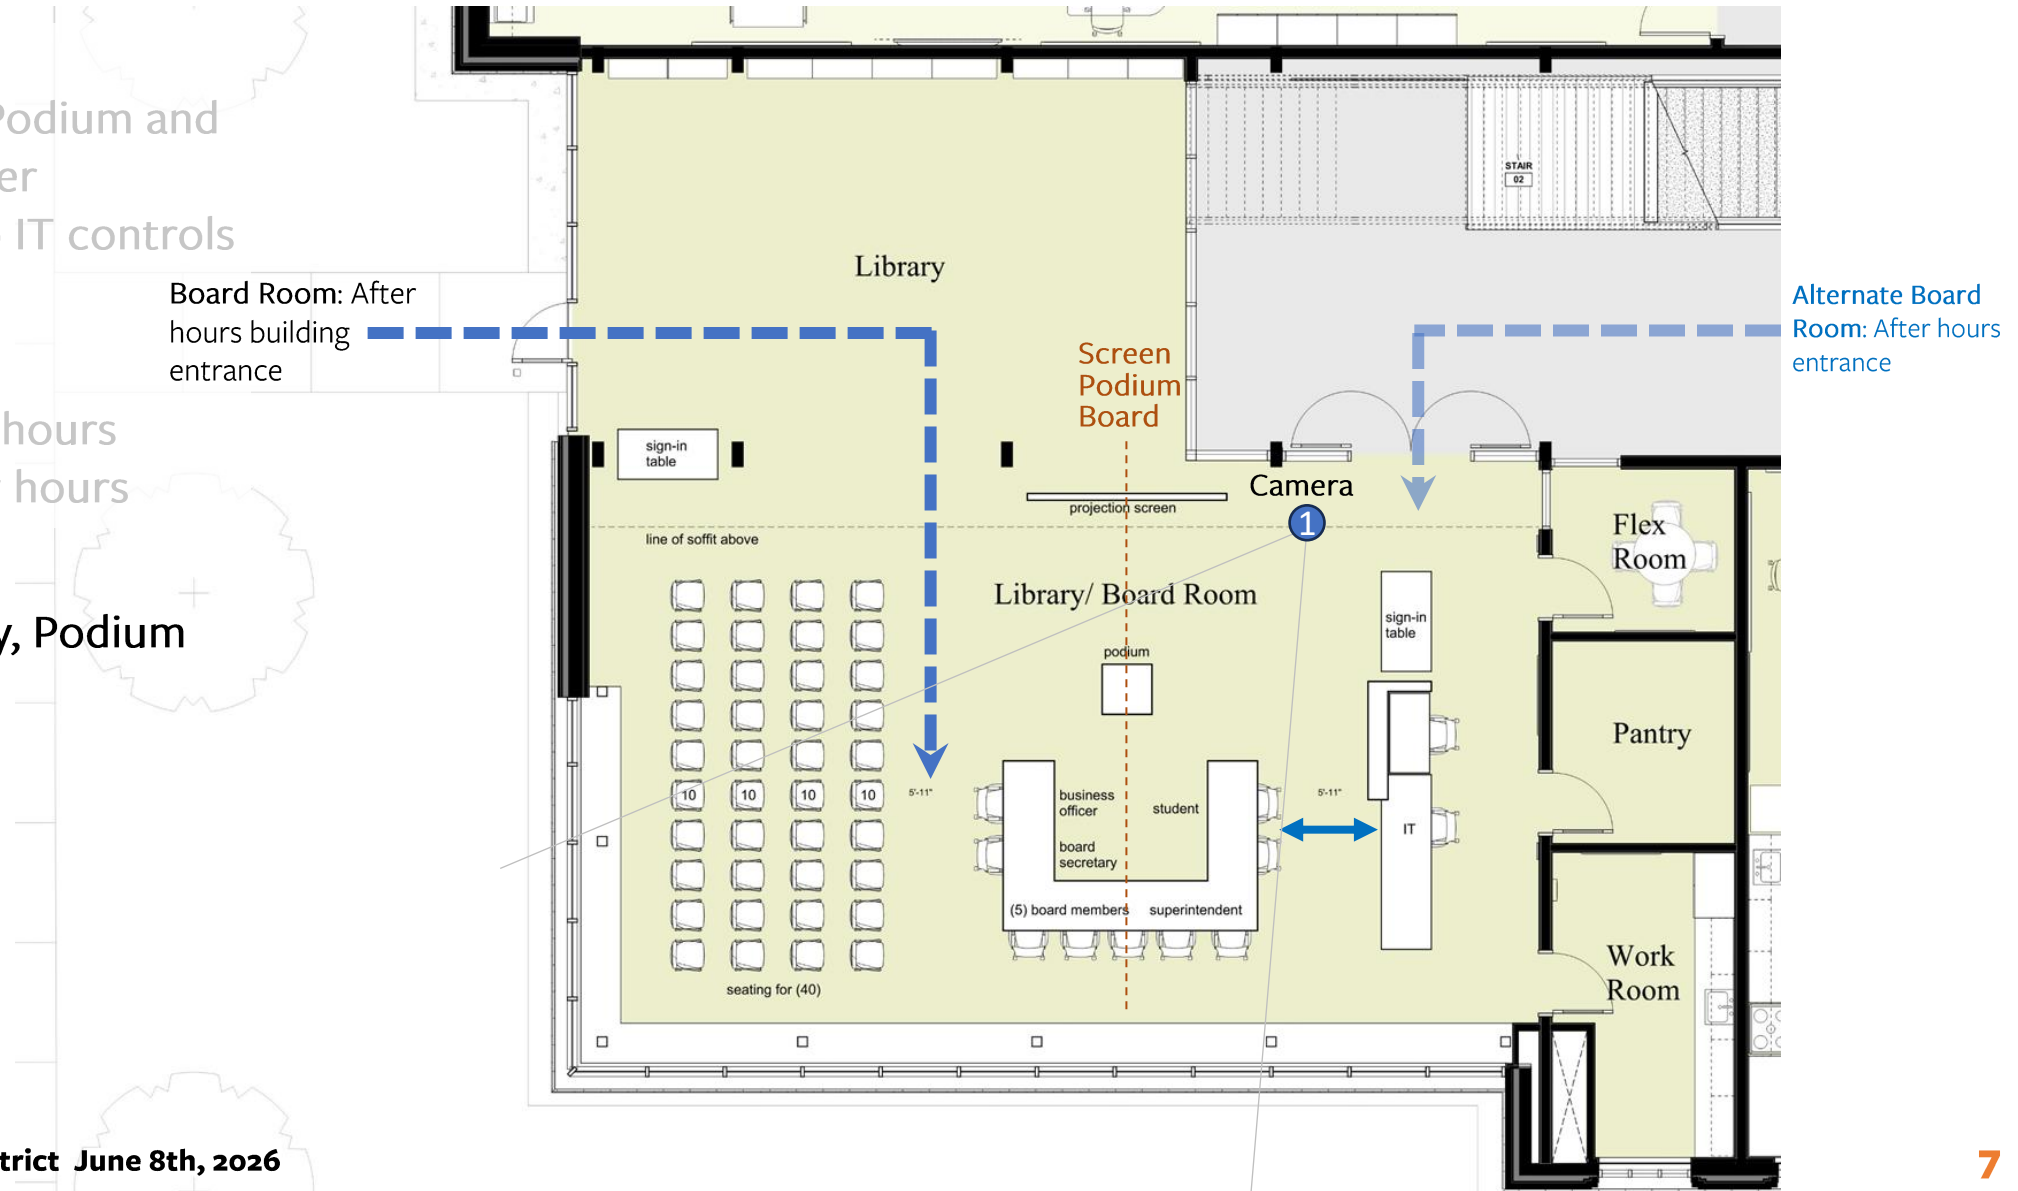 Podium and
er
IT controls
Board Room: After
hours building
entrance
hours
hours
y, Podium
trict June 8th, 2026
Library
STAIR
02
Alternate Board
Room: After hours
entrance
Screen
Podium
Board
sign-in
table
projection screen
Camera
1
line of soffit above
Library/ Board Room
Flex
Room
sign-in
table
podium
Pantry
10 10 10 10
5'-11"
business
officer
student
5'-11"
IT
board
secretary
(5) board members superintendent
seating for (40)
Work
Room
7